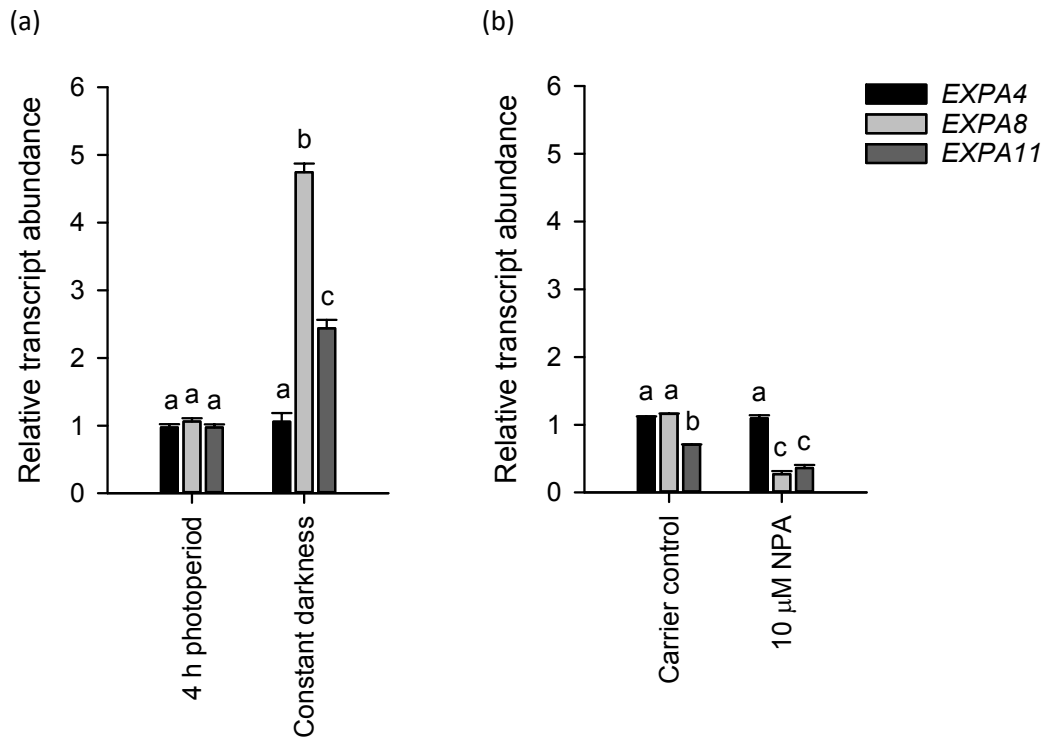 (a)
Relative transcript abundance
6
5
4
3
2
1
0
a
a
a
a
b
c
4 h photoperiod
Constant darkness
(b)
Relative transcript abundance
6
5
4
3
2
1
0
a
a
b
a
c
c
Carrier control
10 μM NPA
EXPA4
EXPA8
EXPA11